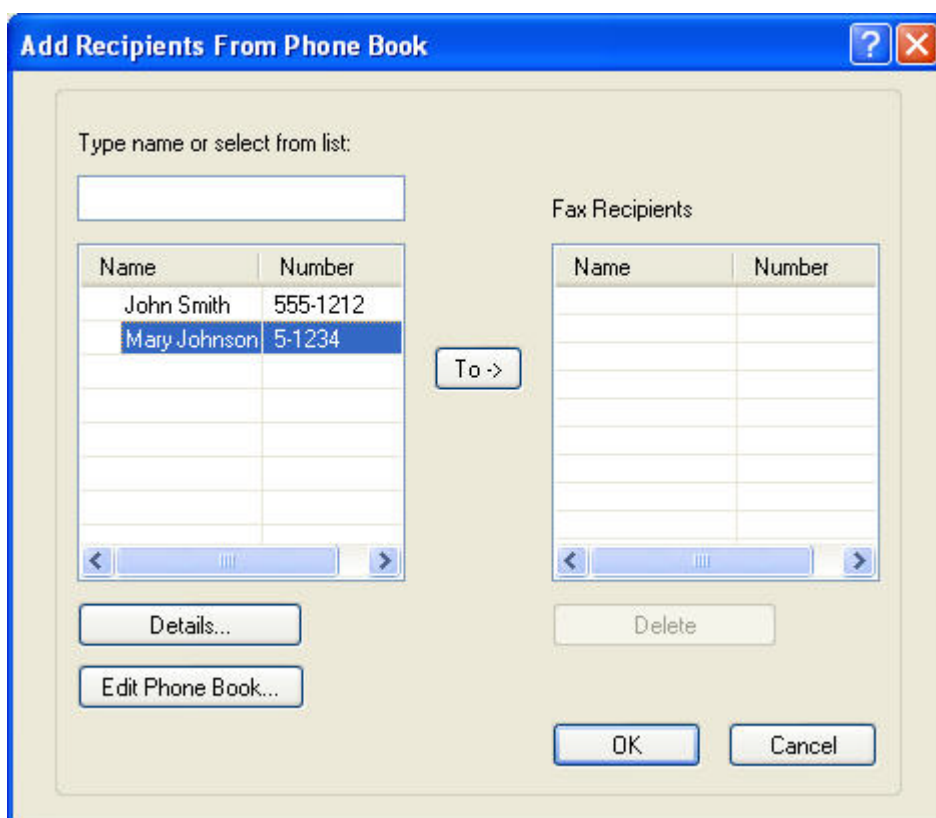 Add Recipients From Phone Book
Type name or select from list:
Fax Recipients
Name Number
John Smith 555-1212
Mary Johnson 5-1234
To ->
Name Number
Details...
Edit Phone Book...
Delete
OK Cancel